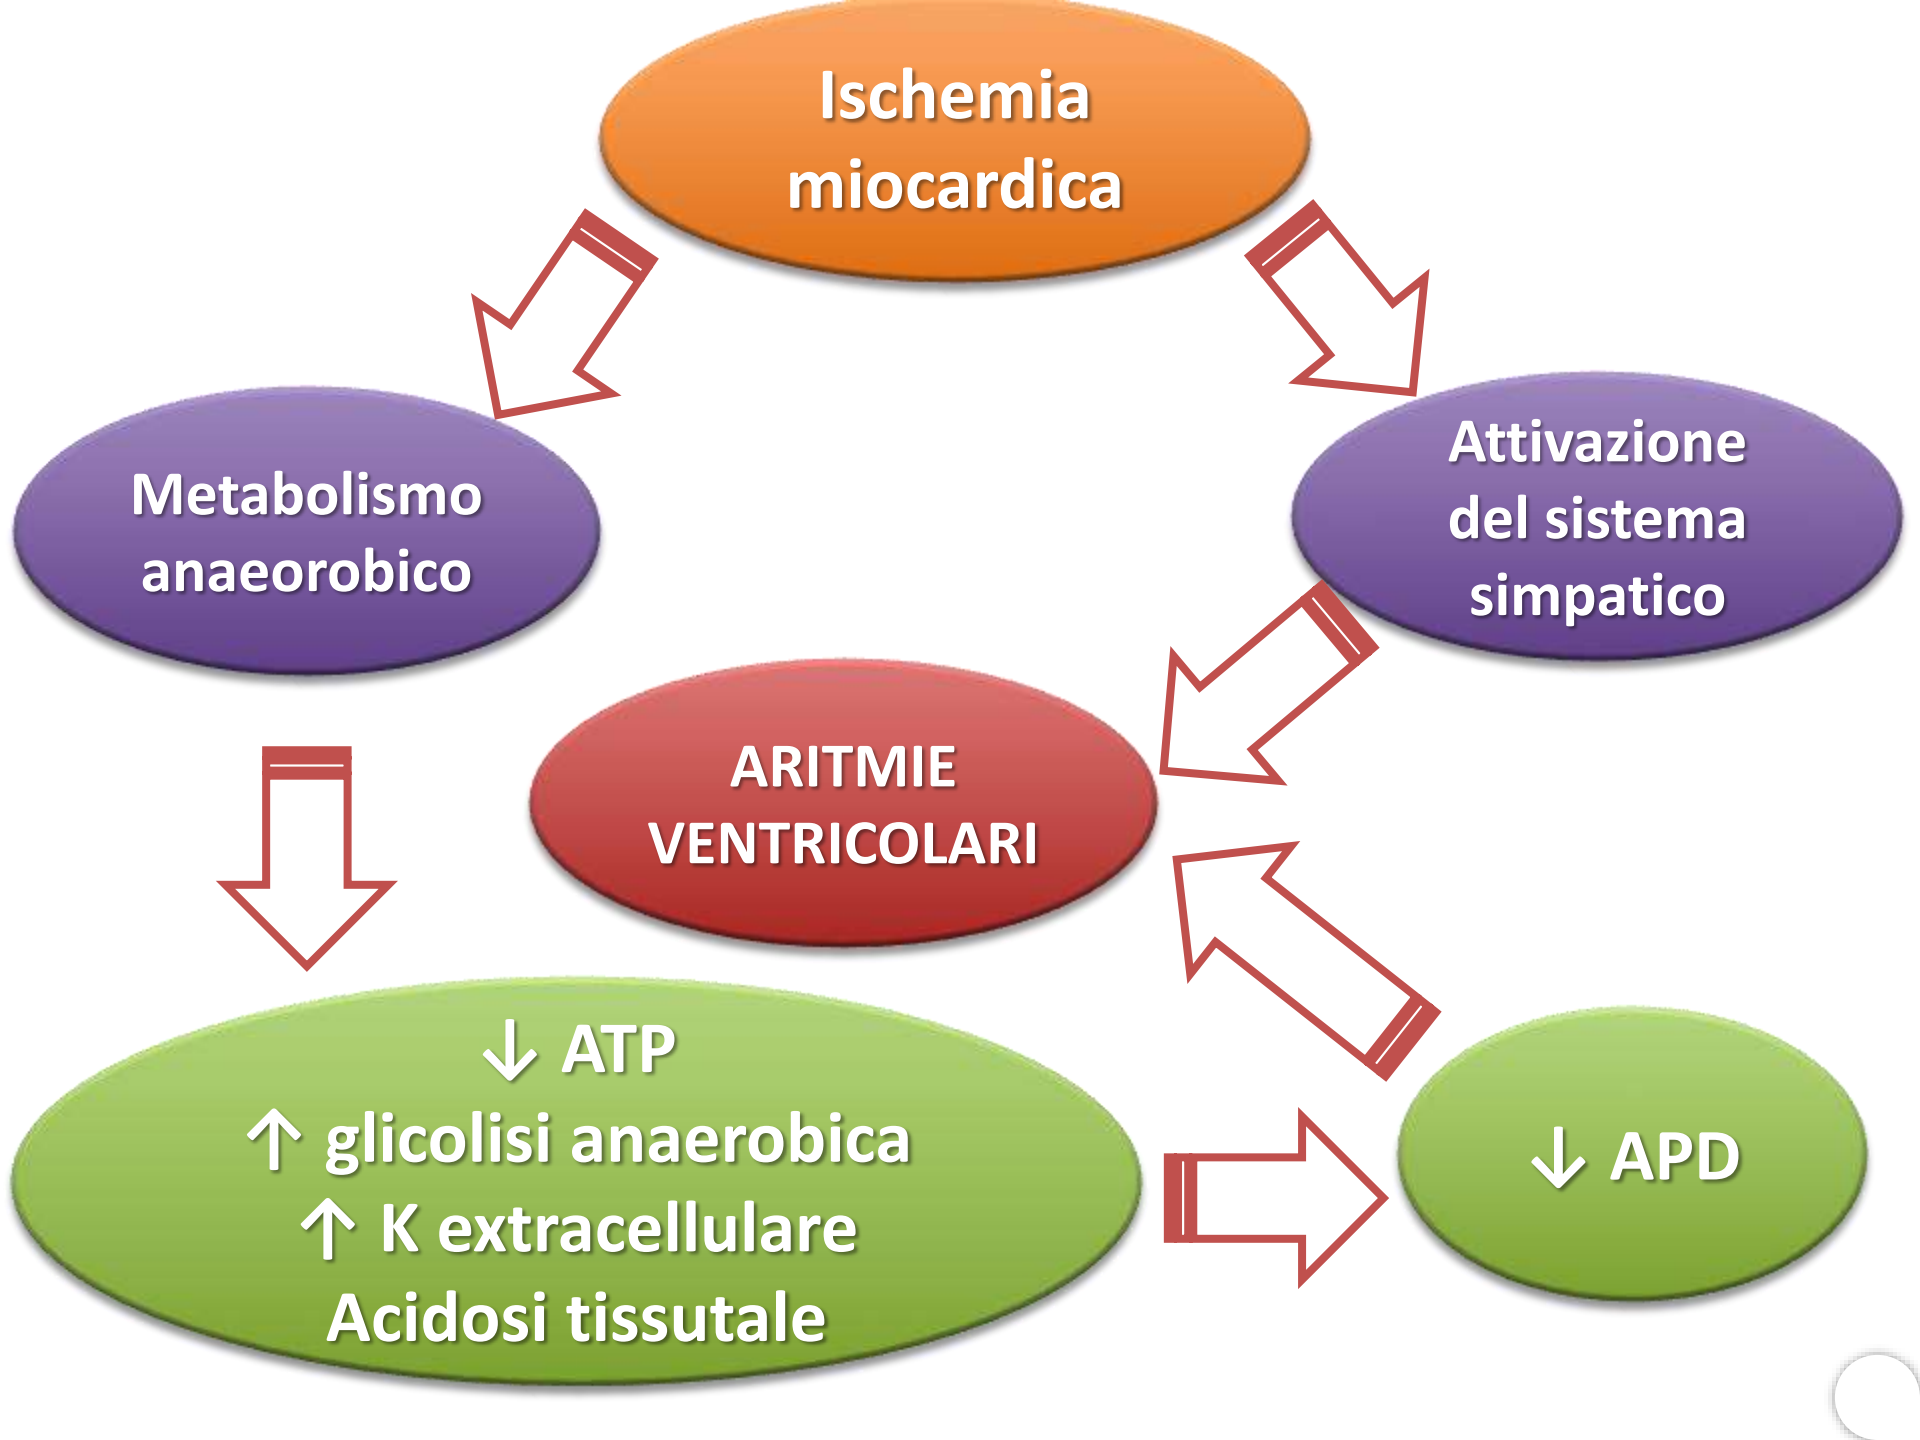 Ischemia
miocardica
Metabolismo
anaeorobico
Attivazione
del sistema
simpatico
ARITMIE
VENTRICOLARI
↓ ATP
↑ glicolisi anaerobica
↑ K extracellulare
Acidosi tissutale
↓ APD